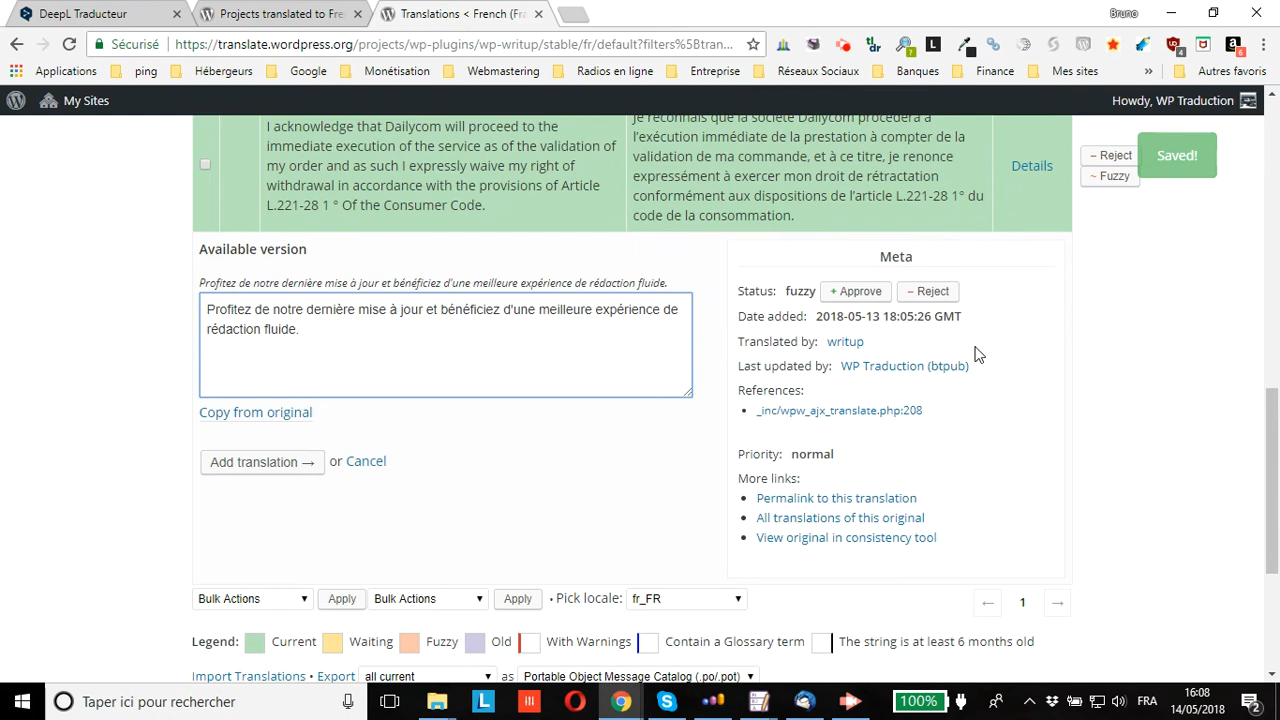 DeepL Traducteur
Projects translated to Fre
Translations < French (Fra
Bruno
Sécurisé
https://translate.wordpress.org/projects/wp-plugins/wp-writup/stable/fr/default?filters%5Btran...
Applications
ping
Hébergeurs
Google
Monétisation
Webmastering
Radios en ligne
Entreprise
Réseaux Sociaux
Banques
Finance
Mes sites
»
Autres favoris
My Sites
Howdy, WP Traduction
I acknowledge that Dailycom will proceed to the
immediate execution of the service as of the validation of
my order and as such I expressly waive my right of
withdrawal in accordance with the provisions of Article
L.221-28 1 ° Of the Consumer Code.
Je reconnais que la société Dailycom procèdera à
l'exécution immédiate de la prestation à compter de la
validation de ma commande, et à ce titre, je renonce
expressément à exercer mon droit de rétractation
conformément aux dispositions de l'article L.221-28 1° du
code de la consommation.
Details
− Reject
~ Fuzzy
Saved!
Available version
Profitez de notre dernière mise à jour et bénéficiez d'une meilleure expérience de rédaction fluide.
Profitez de notre dernière mise à jour et bénéficiez d'une meilleure expérience de
rédaction fluide.
Copy from original
Add translation → or Cancel
Meta
Status: fuzzy + Approve − Reject
Date added: 2018-05-13 18:05:26 GMT
Translated by: writup
Last updated by: WP Traduction (btpub)
References:
• _inc/wpw_ajx_translate.php:208
Priority: normal
More links:
• Permalink to this translation
• All translations of this original
• View original in consistency tool
Bulk Actions Apply Bulk Actions Apply • Pick locale: fr_FR
← 1 →
Legend: Current Waiting Fuzzy Old With Warnings Contain a Glossary term The string is at least 6 months old
Import Translations • Export all current as Portable Object Message Catalog (.po/.pot)
Taper ici pour rechercher
100%
FRA
16:08
14/05/2018